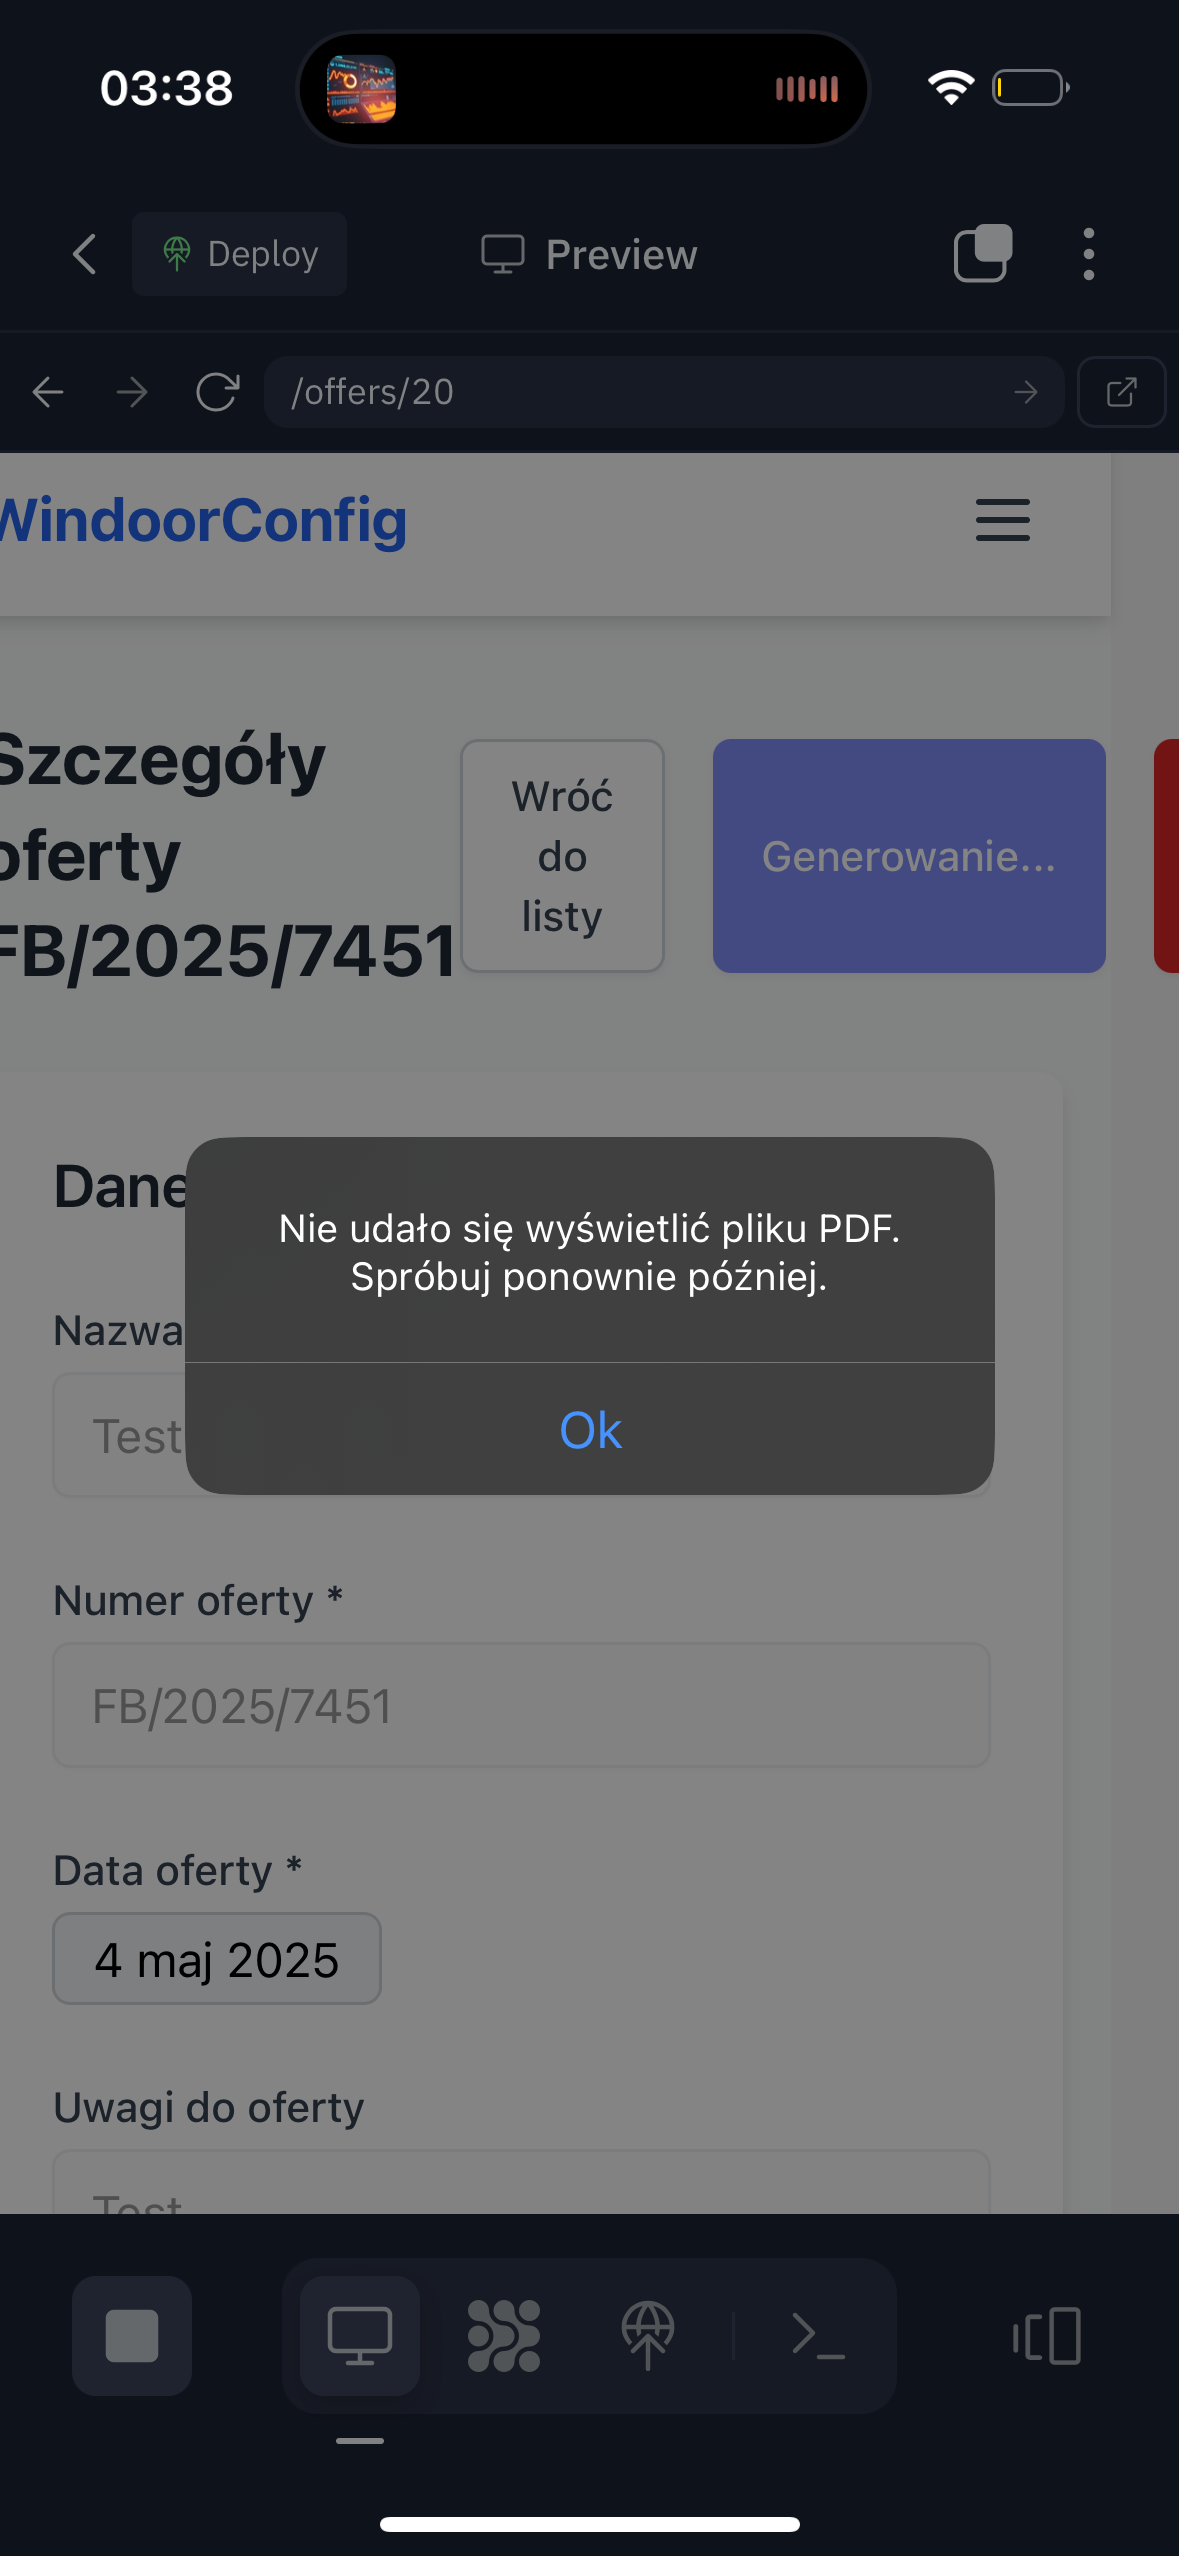 03:38
Deploy
Preview
/offers/20
WindoorConfig
Szczegóły
oferty
FB/2025/7451
Wróć
do
listy
Generowanie...
Dane
Nie udało się wyświetlić pliku PDF.
Spróbuj ponownie później.
Ok
Nazwa
Test
Numer oferty *
FB/2025/7451
Data oferty *
4 maj 2025
Uwagi do oferty
Test